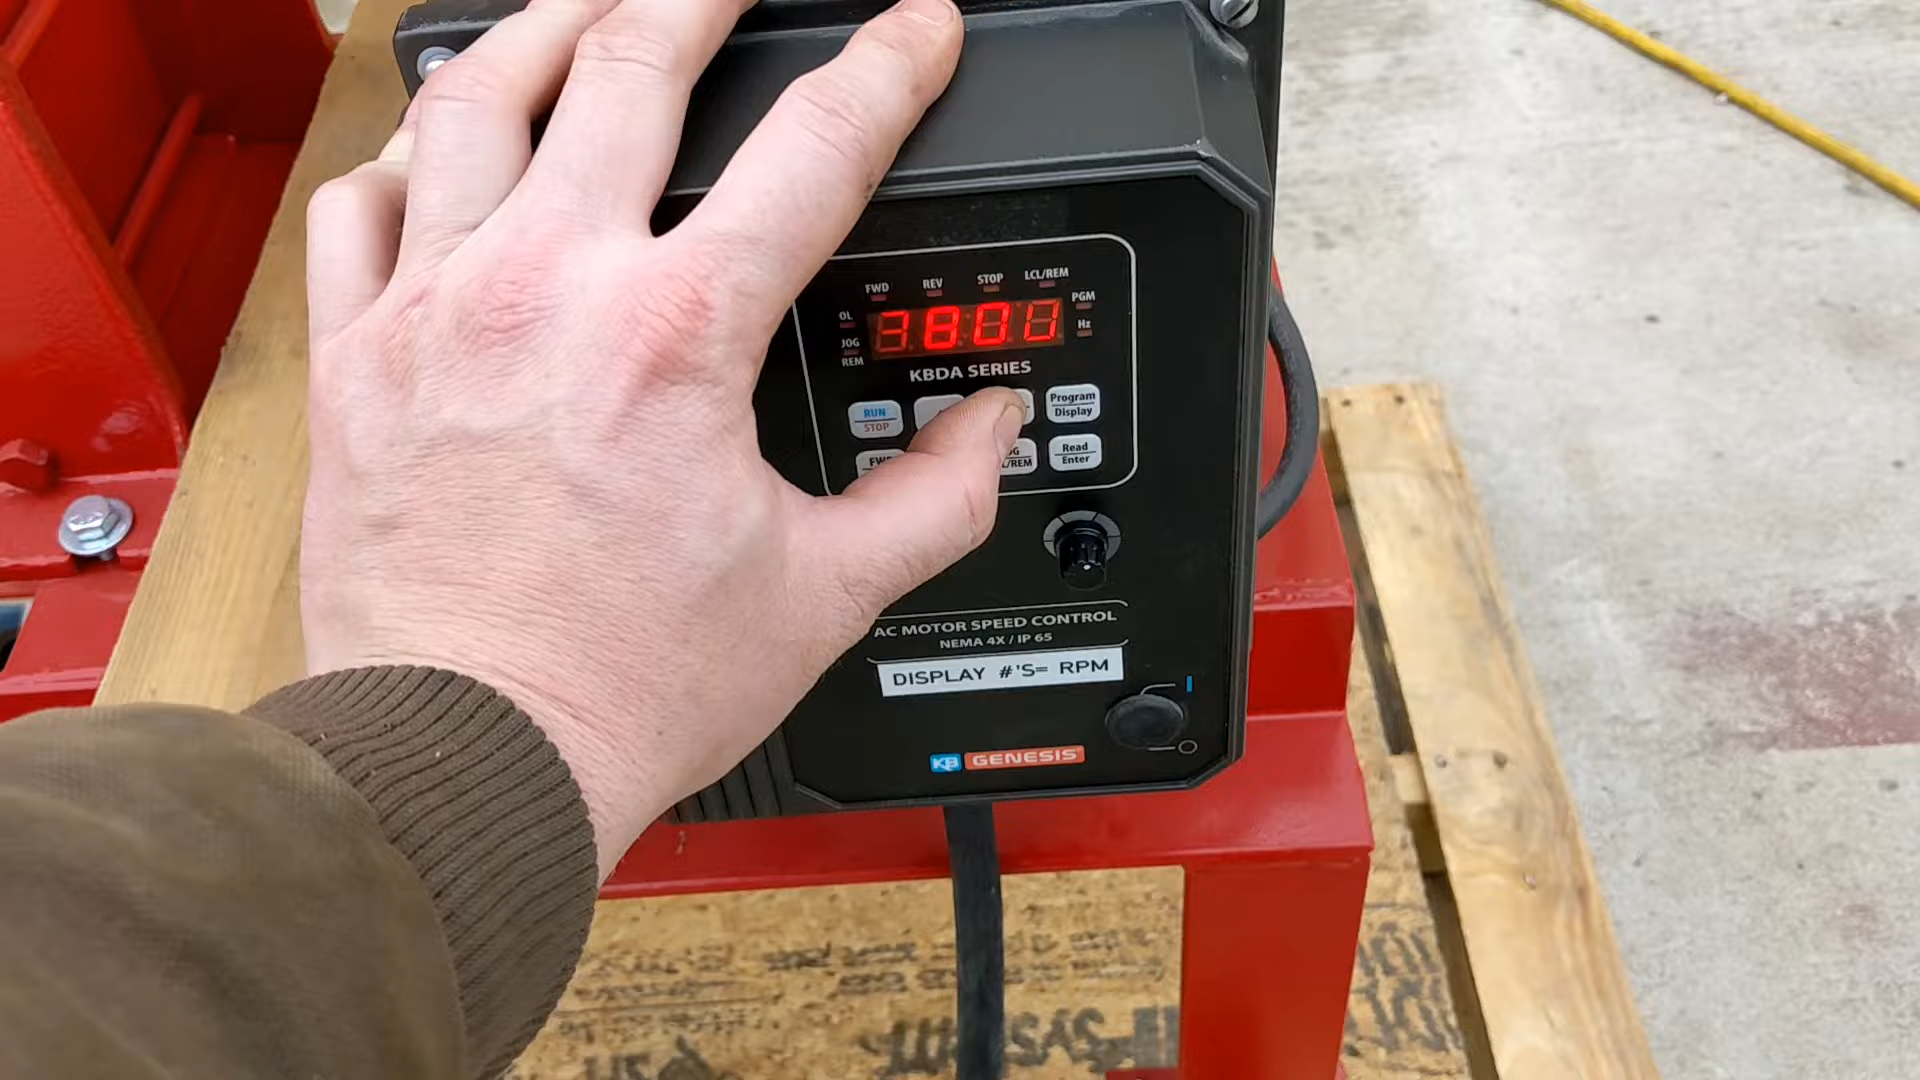 FWD REV STOP LCL/REM
OL PGM
Hz
JOG
REM
KBDA SERIES
RUN
STOP
Program
Display
Read
Enter
AC MOTOR SPEED CONTROL
NEMA 4X / IP 65
DISPLAY #'S= RPM
KB GENESIS